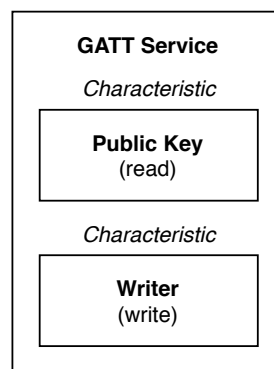 GATT Service
Characteristic
Public Key
(read)
Characteristic
Writer
(write)